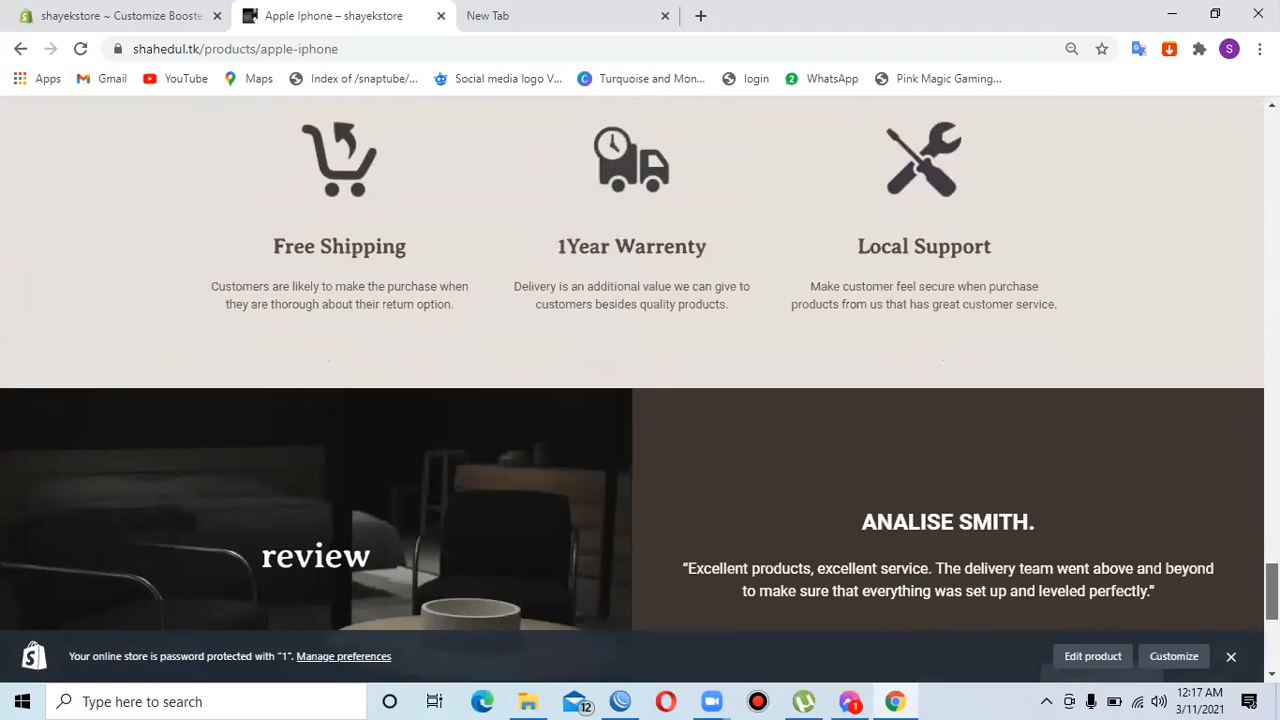 shayekstore ~ Customize Booste
Apple Iphone – shayekstore
New Tab
shahedul.tk/products/apple-iphone
S
Apps
Gmail
YouTube
Maps
Index of /snaptube/...
Social media logo V...
Turquoise and Mon...
login
2
WhatsApp
Pink Magic Gaming...
Free Shipping
1Year Warrenty
Local Support
Customers are likely to make the purchase when
they are thorough about their return option.
Delivery is an additional value we can give to
customers besides quality products.
Make customer feel secure when purchase
products from us that has great customer service.
review
ANALISE SMITH.
“Excellent products, excellent service. The delivery team went above and beyond
to make sure that everything was set up and leveled perfectly.”
Your online store is password protected with “1”. Manage preferences
Edit product
Customize
Type here to search
12
1
12:17 AM
3/11/2021